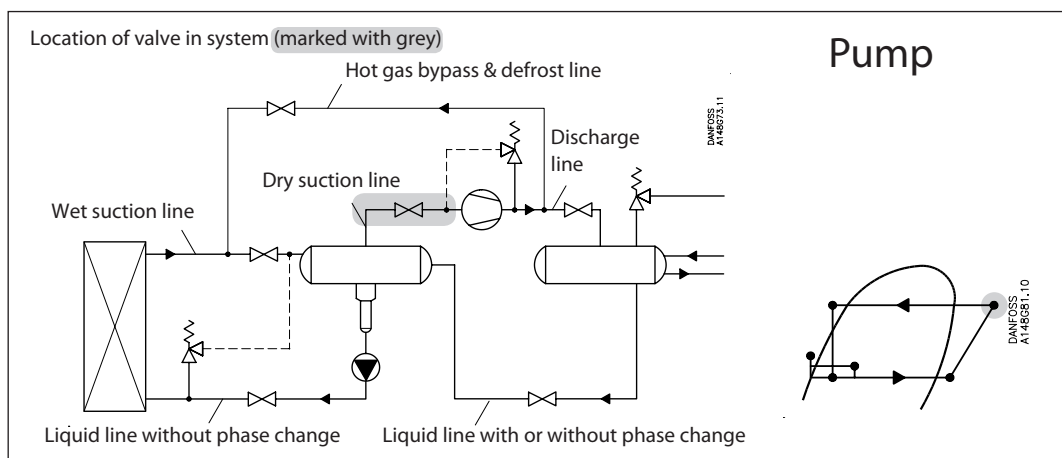 Location of valve in system (marked with grey)
Pump
Hot gas bypass & defrost line
DANFOSS
A148G73.11
Discharge
line
Dry suction line
Wet suction line
DANFOSS
A148G81.10
Liquid line without phase change
Liquid line with or without phase change